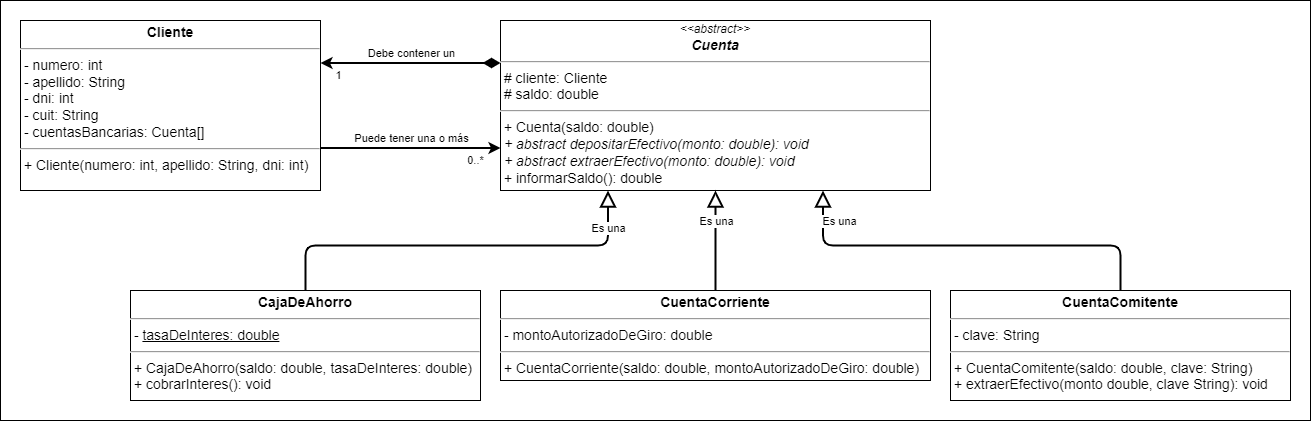 Cliente
- numero: int
- apellido: String
- dni: int
- cuit: String
- cuentasBancarias: Cuenta[]
+ Cliente(numero: int, apellido: String, dni: int)
Debe contener un
1
Puede tener una o más
0..*
<<abstract>>
Cuenta
# cliente: Cliente
# saldo: double
+ Cuenta(saldo: double)
+ abstract depositarEfectivo(monto: double): void
+ abstract extraerEfectivo(monto: double): void
+ informarSaldo(): double
Es una
Es una
Es una
CajaDeAhorro
- tasaDeInteres: double
+ CajaDeAhorro(saldo: double, tasaDeInteres: double)
+ cobrarInteres(): void
CuentaCorriente
- montoAutorizadoDeGiro: double
+ CuentaCorriente(saldo: double, montoAutorizadoDeGiro: double)
CuentaComitente
- clave: String
+ CuentaComitente(saldo: double, clave: String)
+ extraerEfectivo(monto double, clave String): void